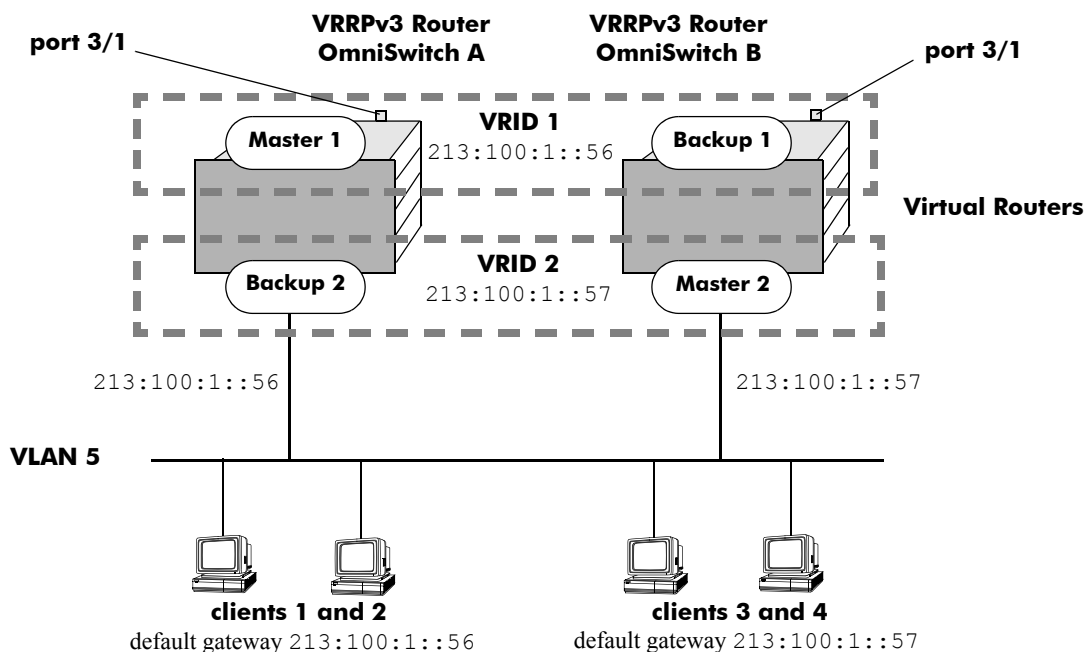 port 3/1
VRRPv3 Router
OmniSwitch A
VRRPv3 Router
OmniSwitch B
port 3/1
Master 1
VRID 1
213:100:1::56
Backup 1
Virtual Routers
Backup 2
VRID 2
213:100:1::57
Master 2
213:100:1::56
213:100:1::57
VLAN 5
clients 1 and 2
default gateway 213:100:1::56
clients 3 and 4
default gateway 213:100:1::57